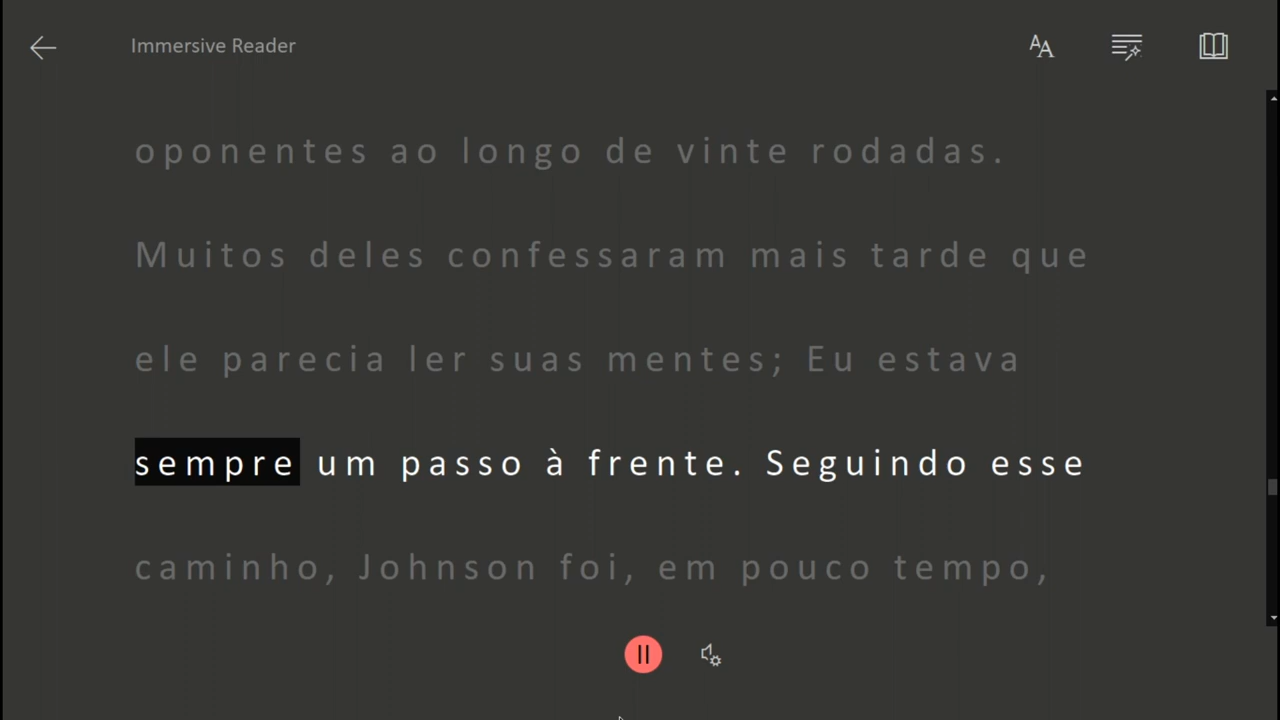 Immersive Reader
oponentes ao longo de vinte rodadas.
Muitos deles confessaram mais tarde que
ele parecia ler suas mentes; Eu estava
sempre um passo à frente. Seguindo esse
caminho, Johnson foi, em pouco tempo,